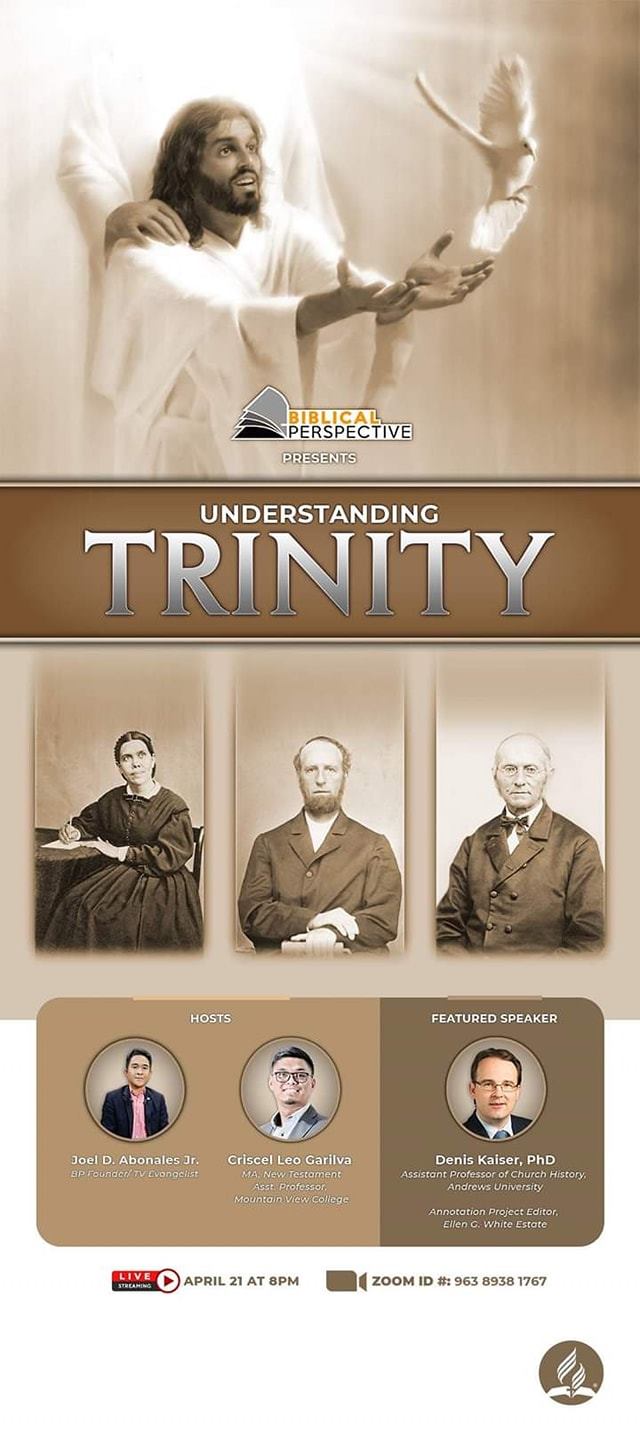 BIBLICAL
PERSPECTIVE
PRESENTS
UNDERSTANDING
TRINITY
HOSTS
Joel D. Abonales Jr.
BP Founder/ TV Evangelist
Criscel Leo Garilva
MA, New Testament
Asst. Professor,
Mountain View College
FEATURED SPEAKER
Denis Kaiser, PhD
Assistant Professor of Church History,
Andrews University
Annotation Project Editor,
Ellen G. White Estate
LIVE
STREAMING
APRIL 21 AT 8PM
ZOOM ID #: 963 8938 1767